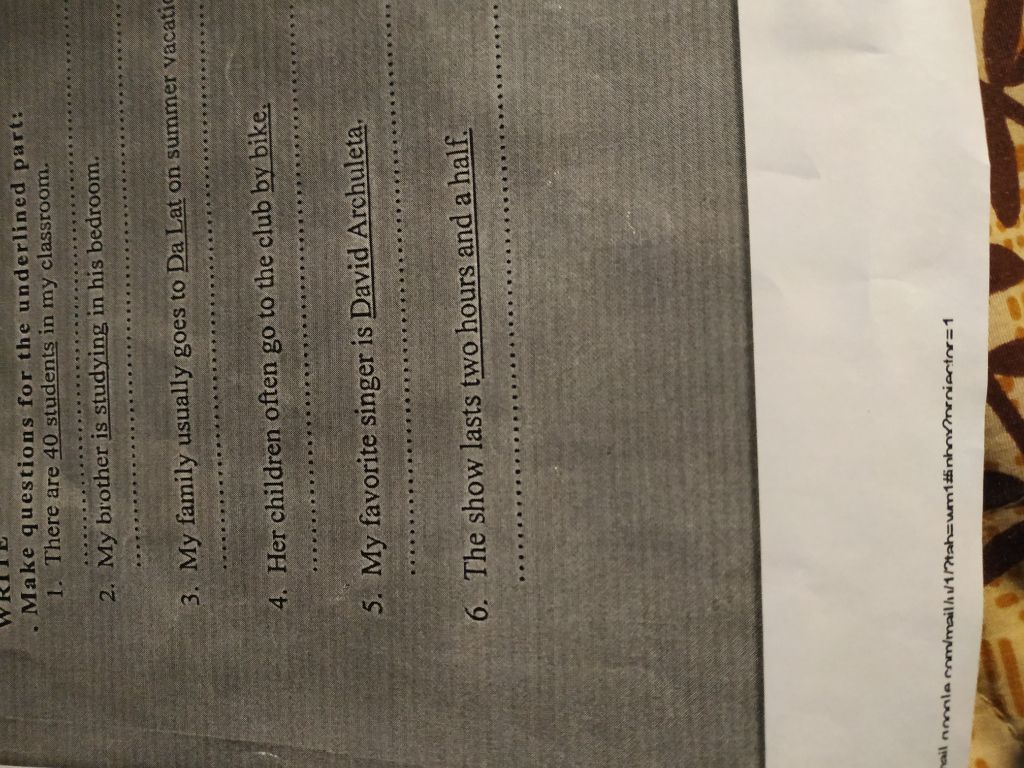 WRITE
. Make questions for the underlined part:
1. There are 40 students in my classroom.
2. My brother is studying in his bedroom.
3. My family usually goes to Da Lat on summer
4. Her children often go to the club by bike.
5. My favorite singer is David Archuleta.
6. The show lasts two hours and a half.